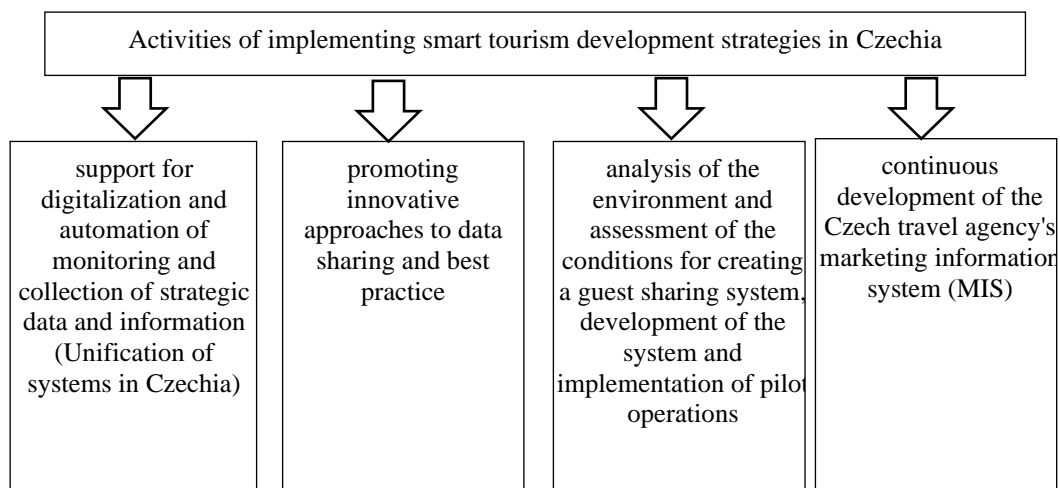 Activities of implementing smart tourism development strategies in Czechia
support for
digitalization and
automation of
monitoring and
collection of strategic
data and information
(Unification of
systems in Czechia)
promoting
innovative
approaches to data
sharing and best
practice
analysis of the
environment and
assessment of the
conditions for creating
a guest sharing system,
development of the
system and
implementation of pilot
operations
continuous
development of the
Czech travel agency's
marketing information
system (MIS)